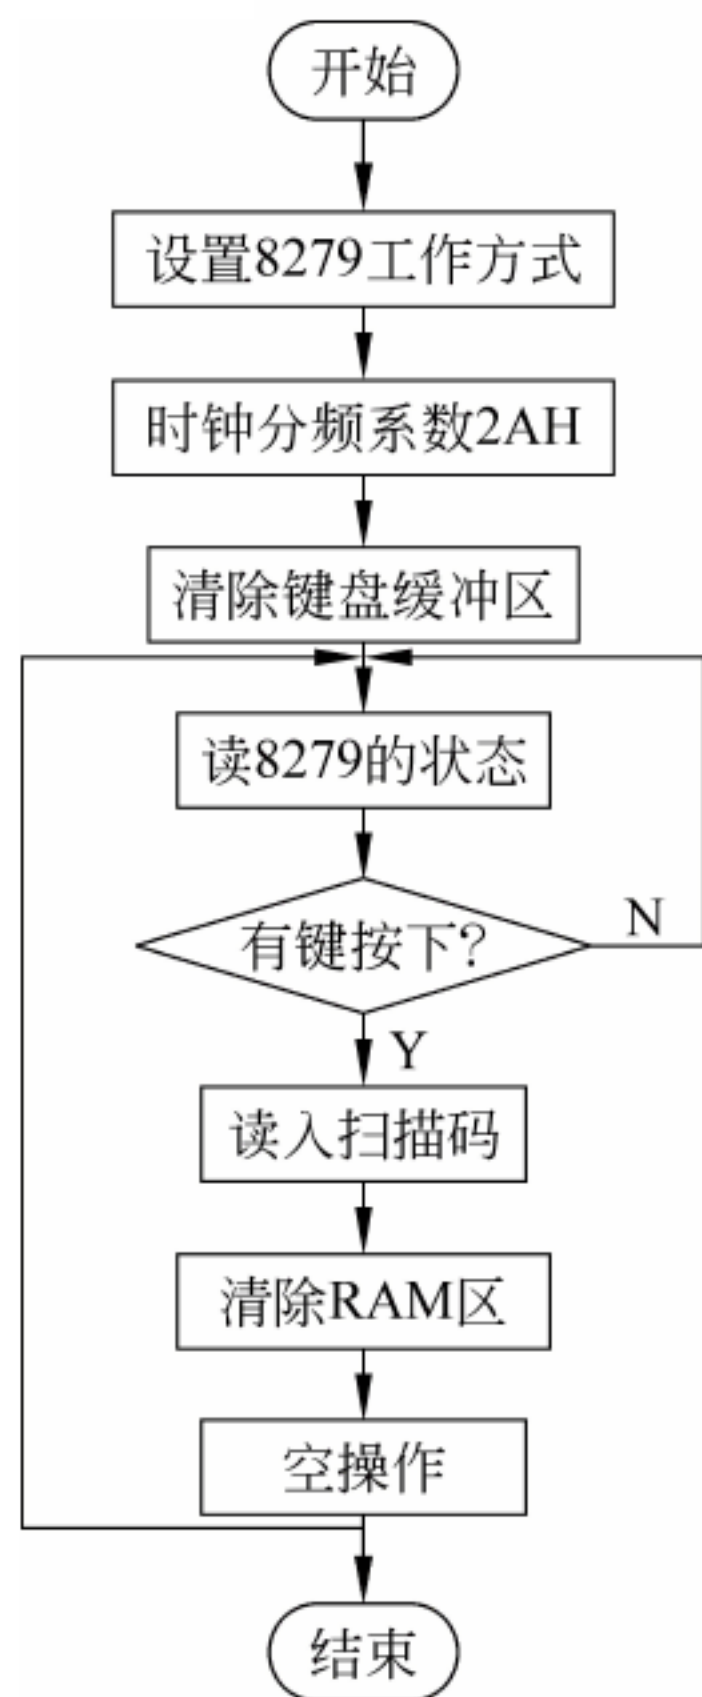 开始
设置8279工作方式
时钟分频系数2AH
清除键盘缓冲区
读8279的状态
有键按下?
N
Y
读入扫描码
清除RAM区
空操作
结束